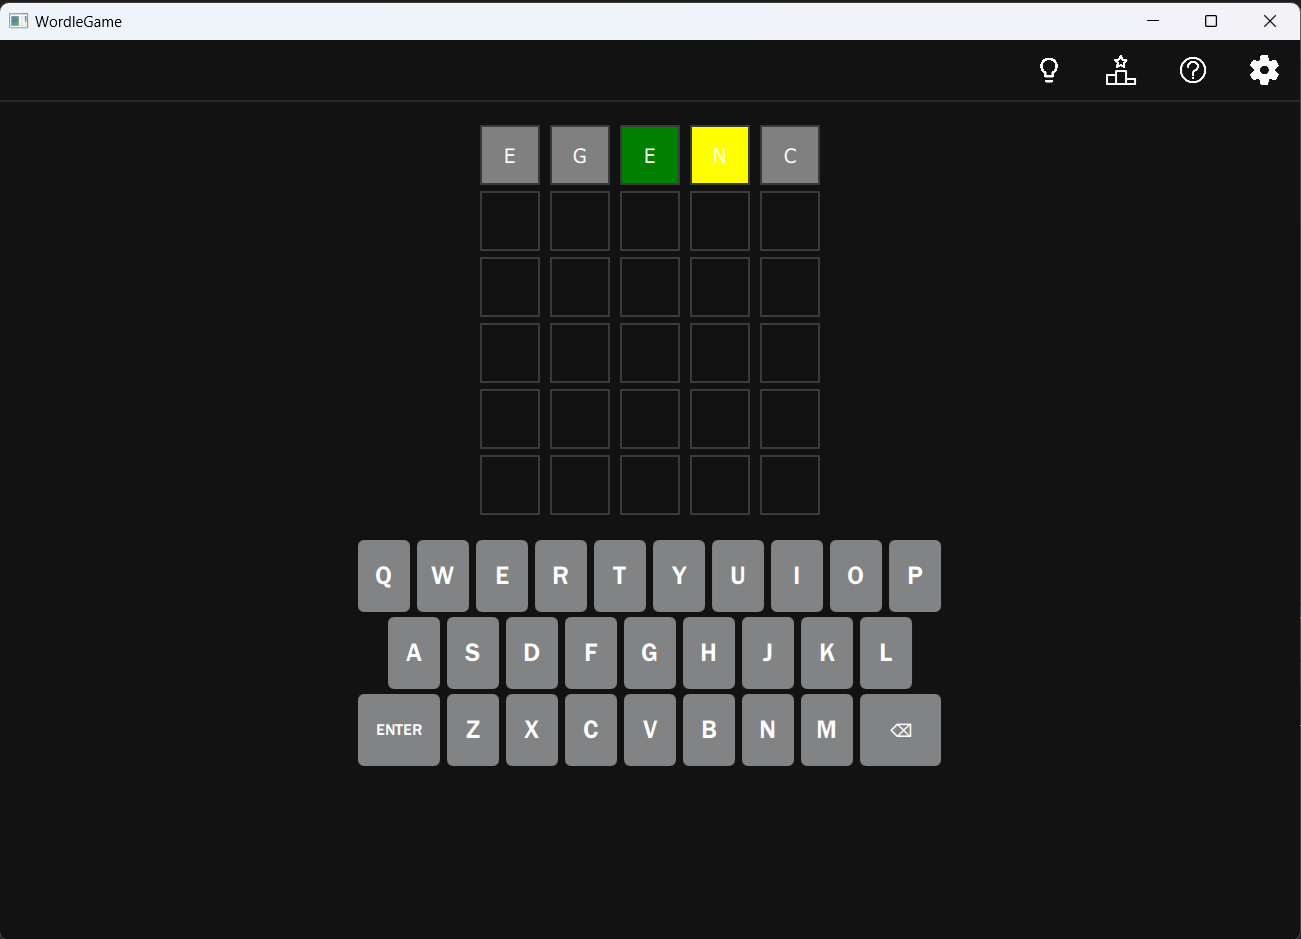 WordleGame
E G E N C
Q W E R T Y U I O P
A S D F G H J K L
ENTER Z X C V B N M ⌫